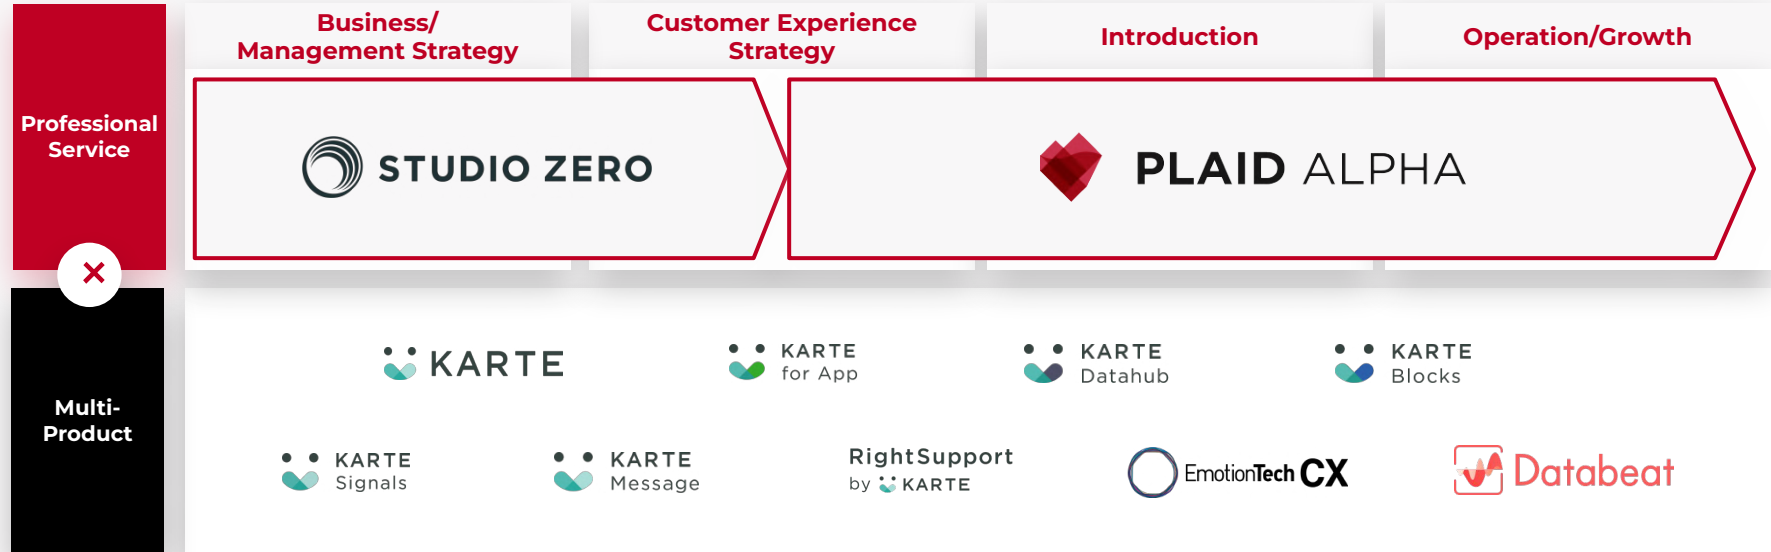 Business/
Management Strategy
Customer Experience
Strategy
Introduction
Operation/Growth
Professional
Service
STUDIO ZERO
PLAID ALPHA
×
Multi-
Product
KARTE
KARTE
for App
KARTE
Datahub
KARTE
Blocks
KARTE
Signals
KARTE
Message
RightSupport
by KARTE
EmotionTech CX
Databeat